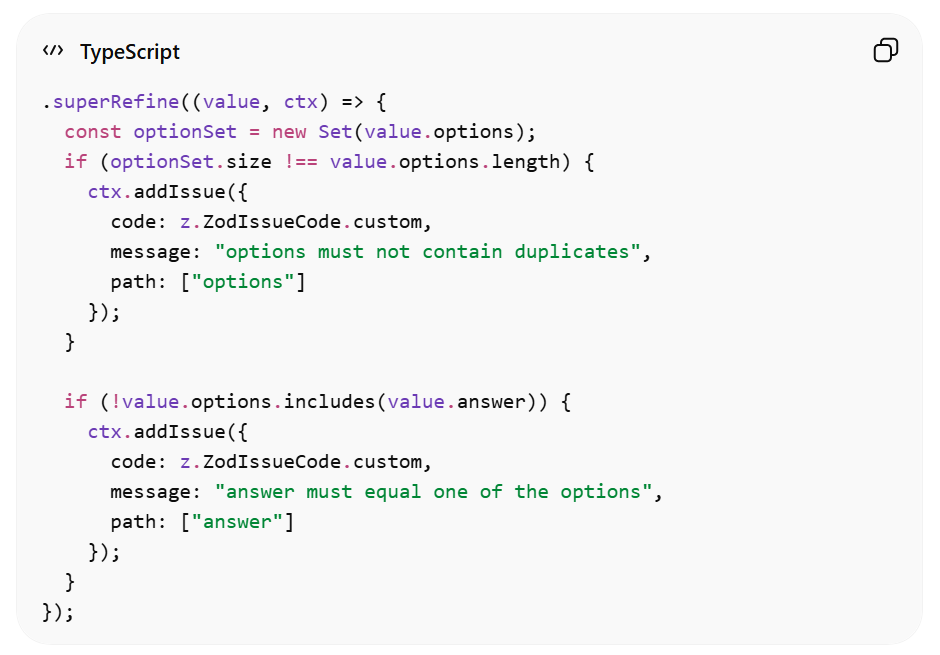 TypeScript
.superRefine((value, ctx) => {
  const optionSet = new Set(value.options);
  if (optionSet.size !== value.options.length) {
    ctx.addIssue({
      code: z.ZodIssueCode.custom,
      message: "options must not contain duplicates",
      path: ["options"]
    });
  }

  if (!value.options.includes(value.answer)) {
    ctx.addIssue({
      code: z.ZodIssueCode.custom,
      message: "answer must equal one of the options",
      path: ["answer"]
    });
  }
});